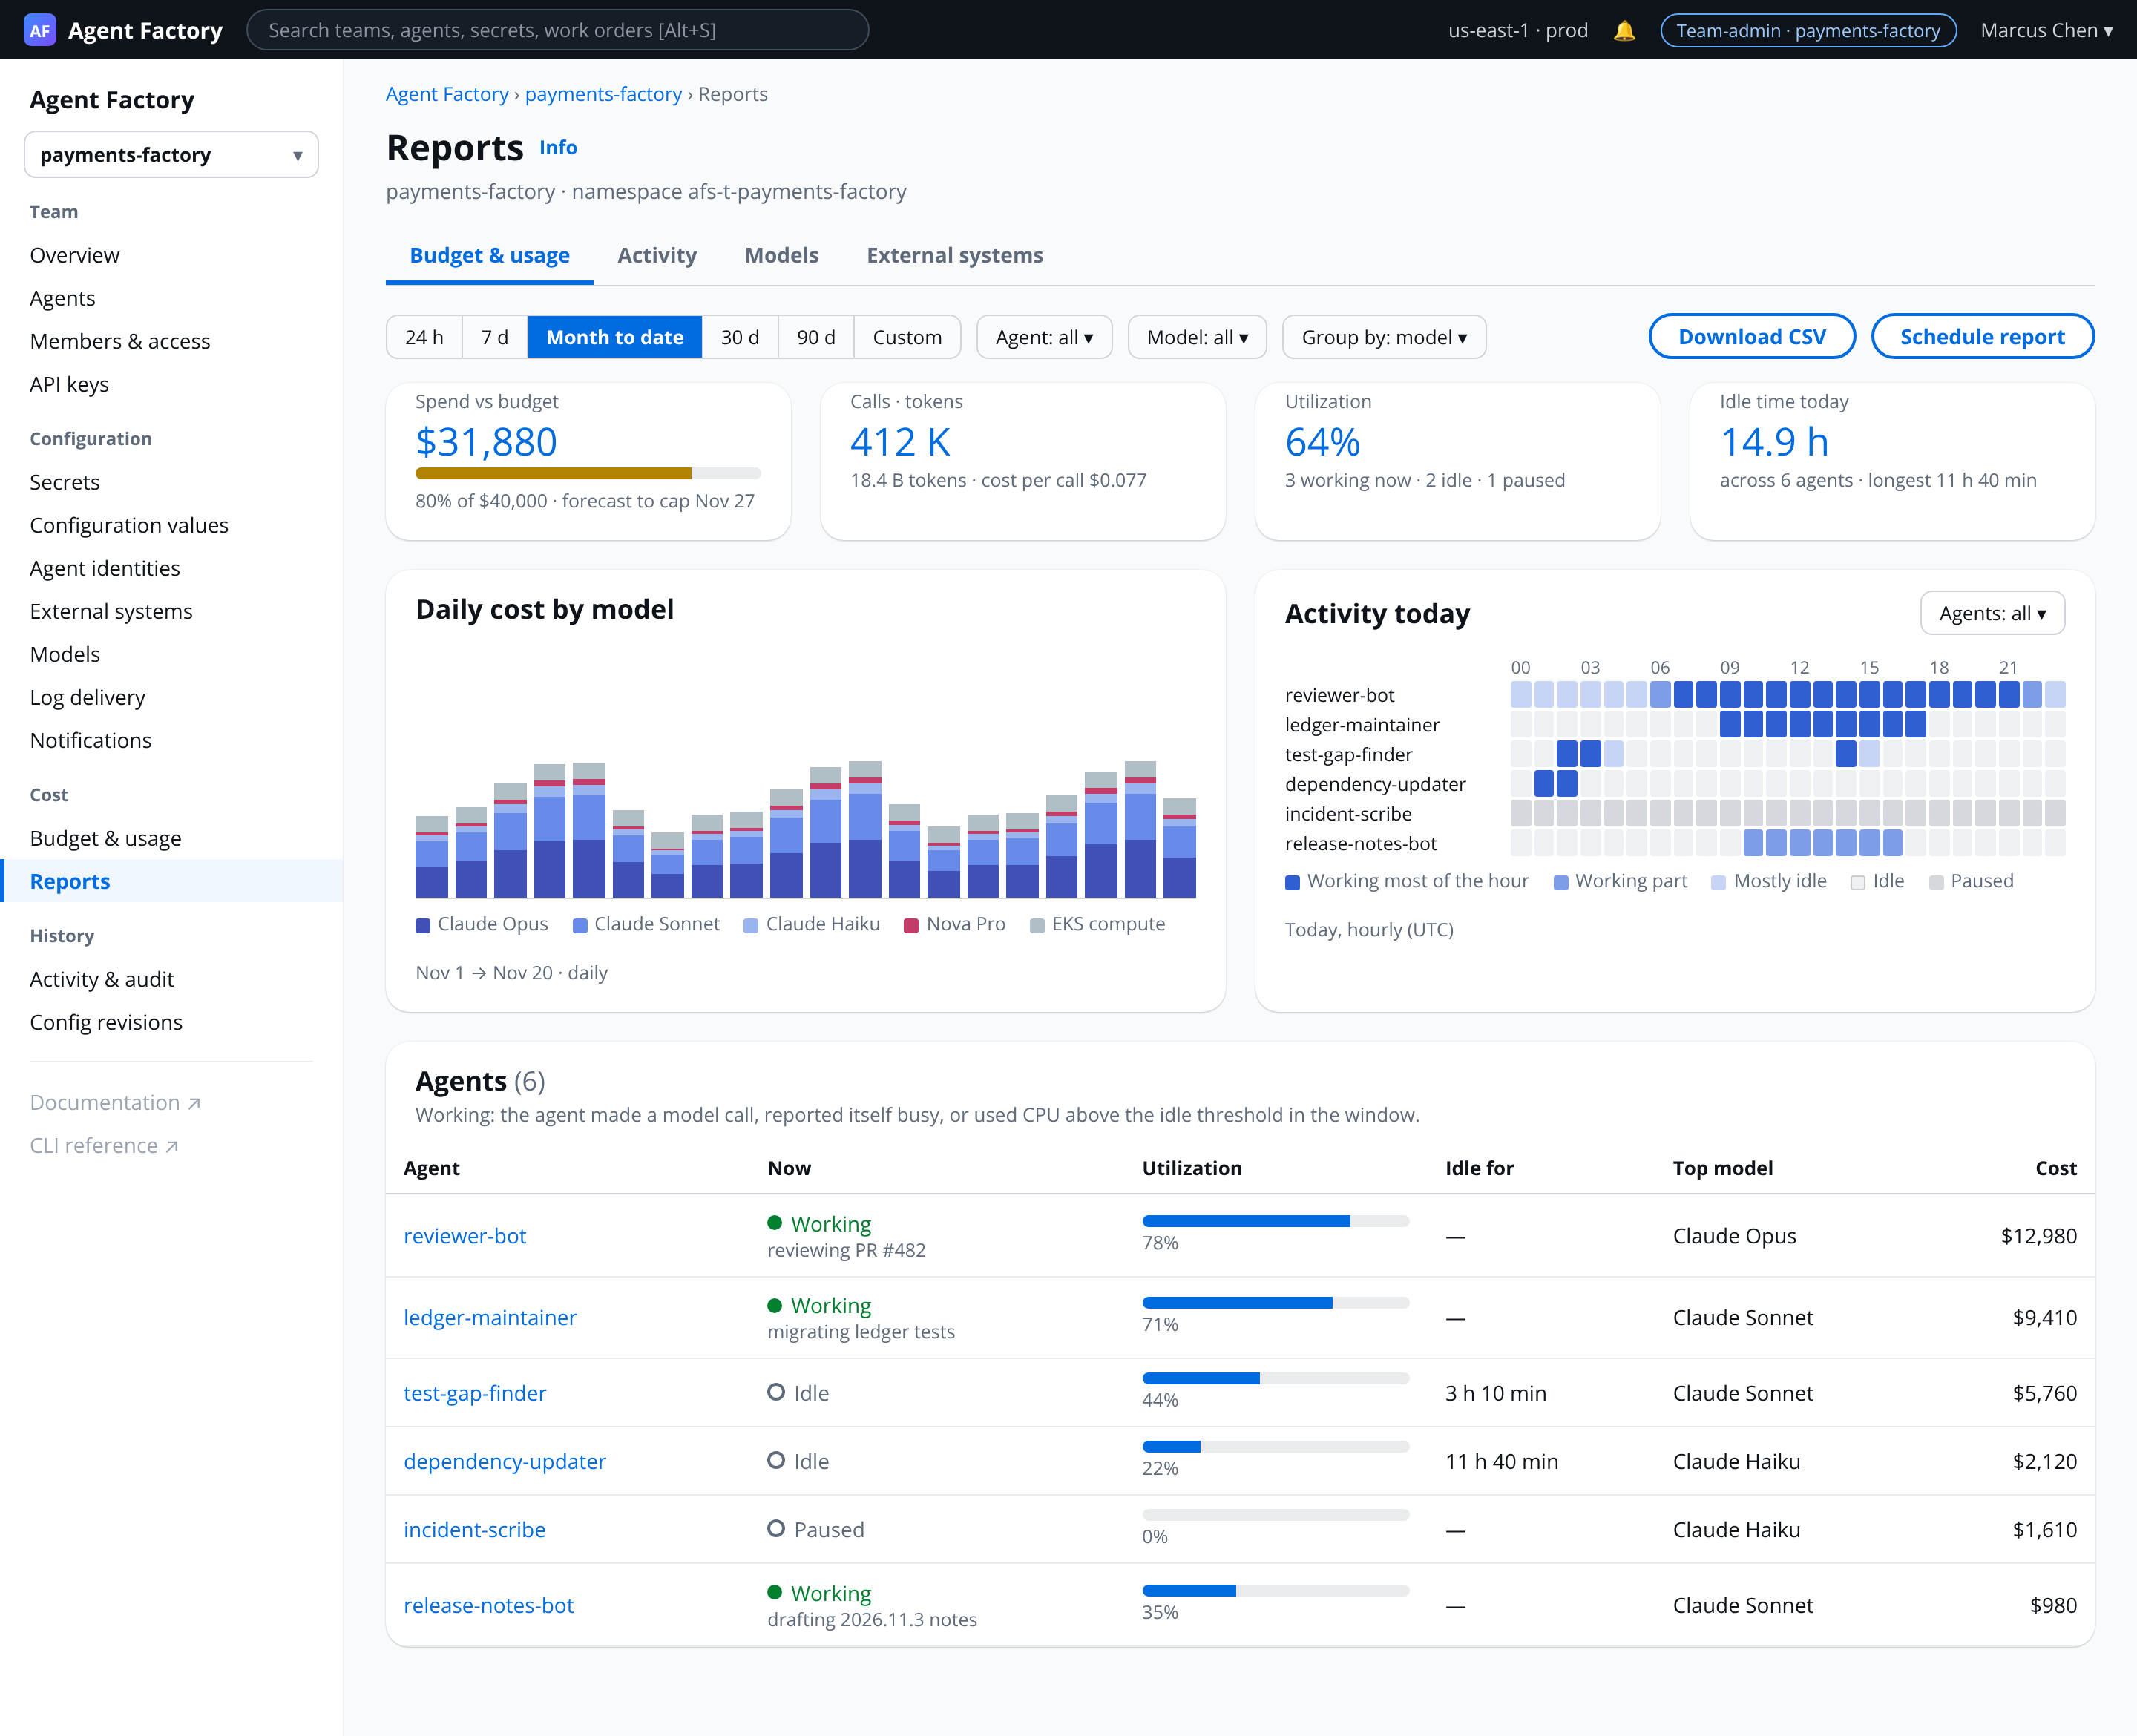 AF Agent Factory
Search teams, agents, secrets, work orders [Alt+S]
us-east-1 · prod
Team-admin · payments-factory
Marcus Chen ▾
Agent Factory
payments-factory ▾
Team
Overview
Agents
Members & access
API keys
Configuration
Secrets
Configuration values
Agent identities
External systems
Models
Log delivery
Notifications
Cost
Budget & usage
Reports
History
Activity & audit
Config revisions
Documentation ↗
CLI reference ↗
Agent Factory › payments-factory › Reports
Reports Info
payments-factory · namespace afs-t-payments-factory
Budget & usage Activity Models External systems
24 h 7 d Month to date 30 d 90 d Custom Agent: all ▾ Model: all ▾ Group by: model ▾ Download CSV Schedule report
Spend vs budget
$31,880
80% of $40,000 · forecast to cap Nov 27
Calls · tokens
412 K
18.4 B tokens · cost per call $0.077
Utilization
64%
3 working now · 2 idle · 1 paused
Idle time today
14.9 h
across 6 agents · longest 11 h 40 min
Daily cost by model
Claude Opus Claude Sonnet Claude Haiku Nova Pro EKS compute
Nov 1 → Nov 20 · daily
Activity today Agents: all ▾
00 03 06 09 12 15 18 21
reviewer-bot
ledger-maintainer
test-gap-finder
dependency-updater
incident-scribe
release-notes-bot
Working most of the hour Working part Mostly idle Idle Paused
Today, hourly (UTC)
Agents (6)
Working: the agent made a model call, reported itself busy, or used CPU above the idle threshold in the window.
Agent Now Utilization Idle for Top model Cost
reviewer-bot Working reviewing PR #482 78% — Claude Opus $12,980
ledger-maintainer Working migrating ledger tests 71% — Claude Sonnet $9,410
test-gap-finder Idle 44% 3 h 10 min Claude Sonnet $5,760
dependency-updater Idle 22% 11 h 40 min Claude Haiku $2,120
incident-scribe Paused 0% — Claude Haiku $1,610
release-notes-bot Working drafting 2026.11.3 notes 35% — Claude Sonnet $980